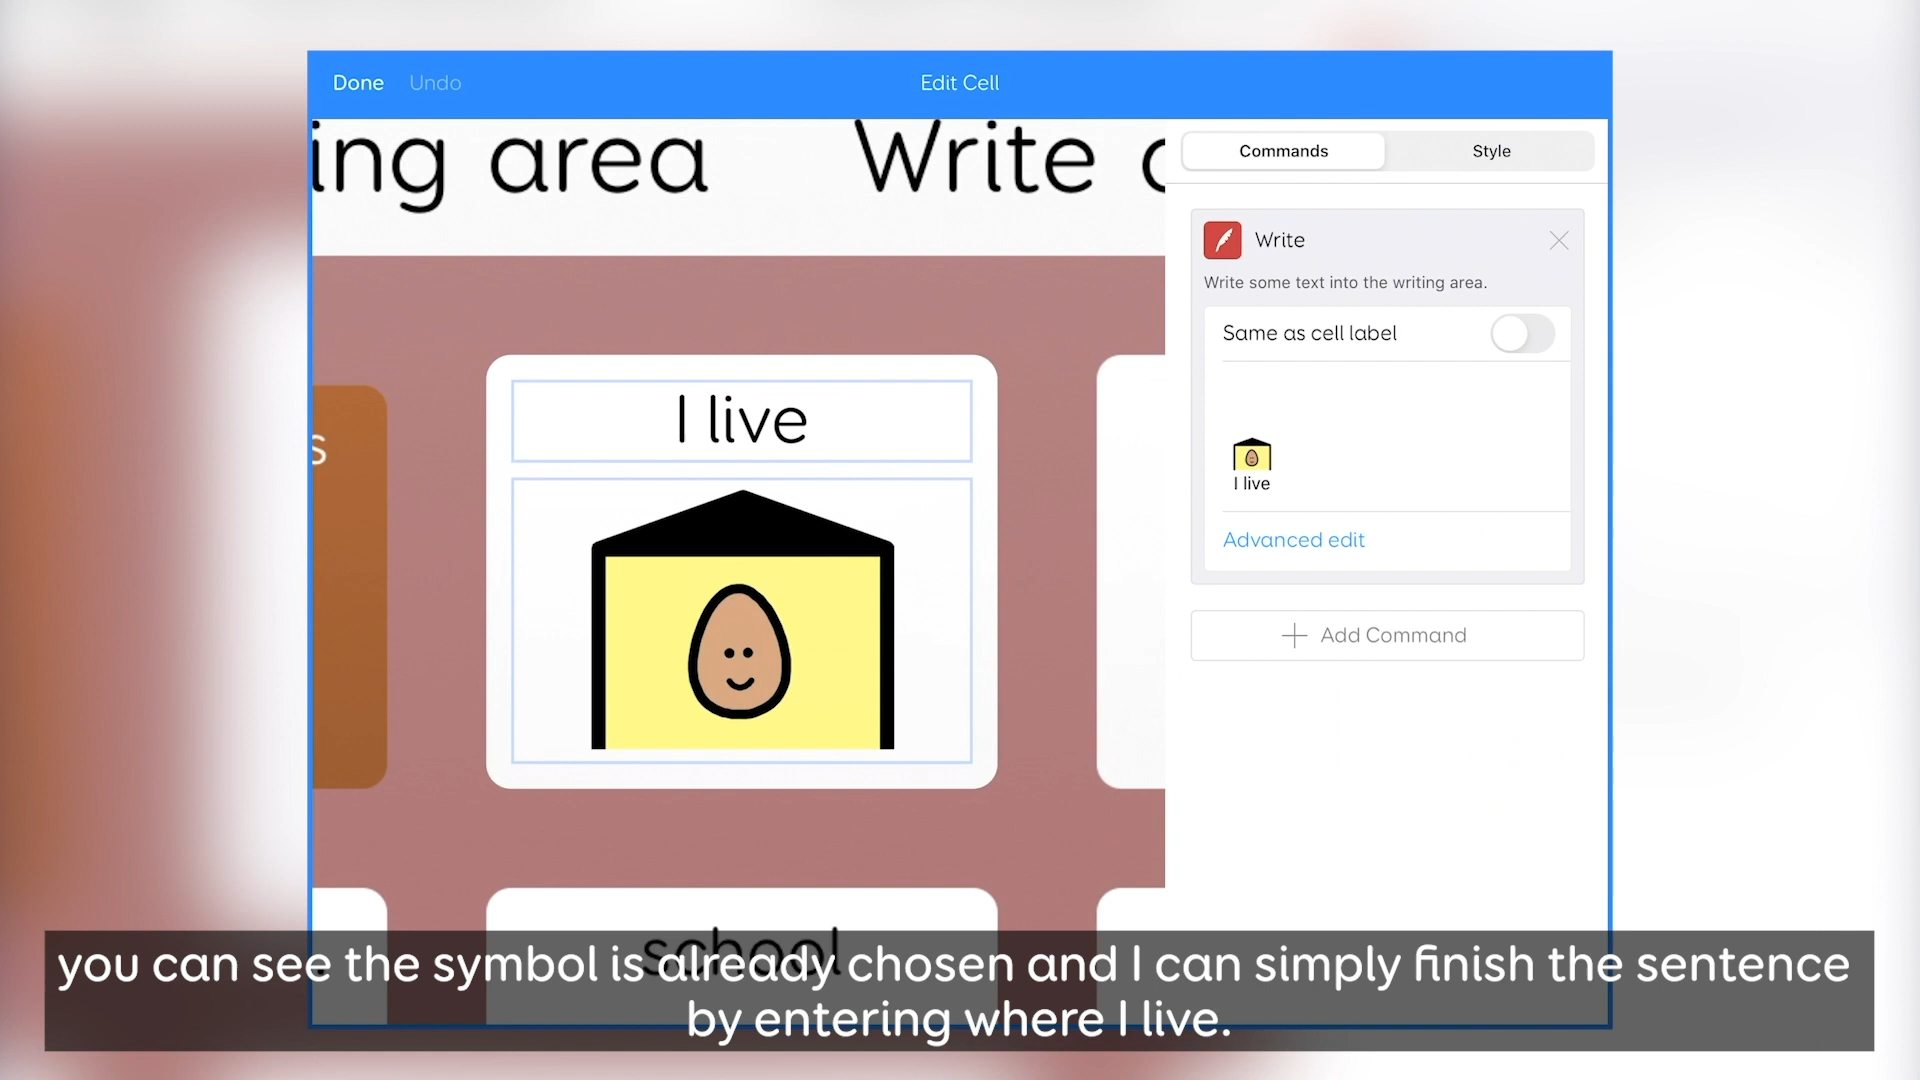 Done Undo Edit Cell
ing area Write
Commands Style
Write
Write some text into the writing area.
Same as cell label
I live
I live
Advanced edit
Add Command
s
school
you can see the symbol is already chosen and I can simply finish the sentence
by entering where I live.